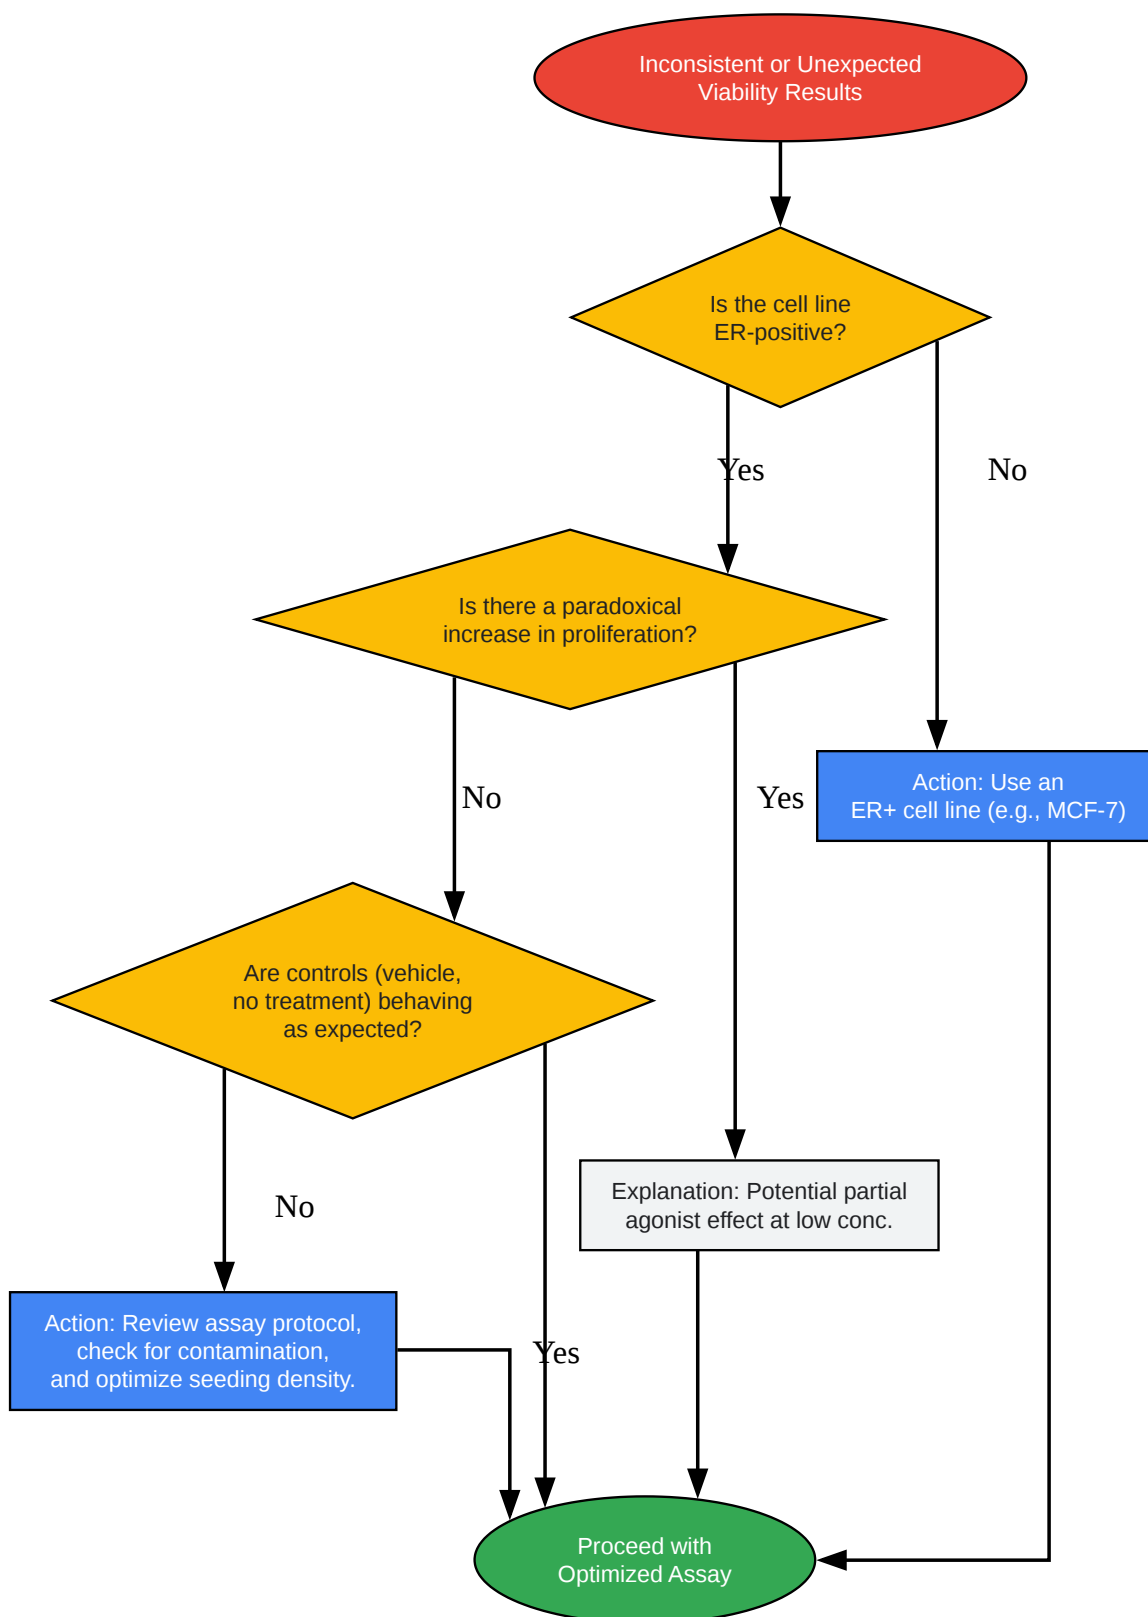 Inconsistent or Unexpected
Viability Results
Is the cell line
ER-positive?
Yes
No
Is there a paradoxical
increase in proliferation?
No
Yes
Action: Use an
ER+ cell line (e.g., MCF-7)
Are controls (vehicle,
no treatment) behaving
as expected?
No
Explanation: Potential partial
agonist effect at low conc.
Action: Review assay protocol,
check for contamination,
and optimize seeding density.
Yes
Proceed with
Optimized Assay